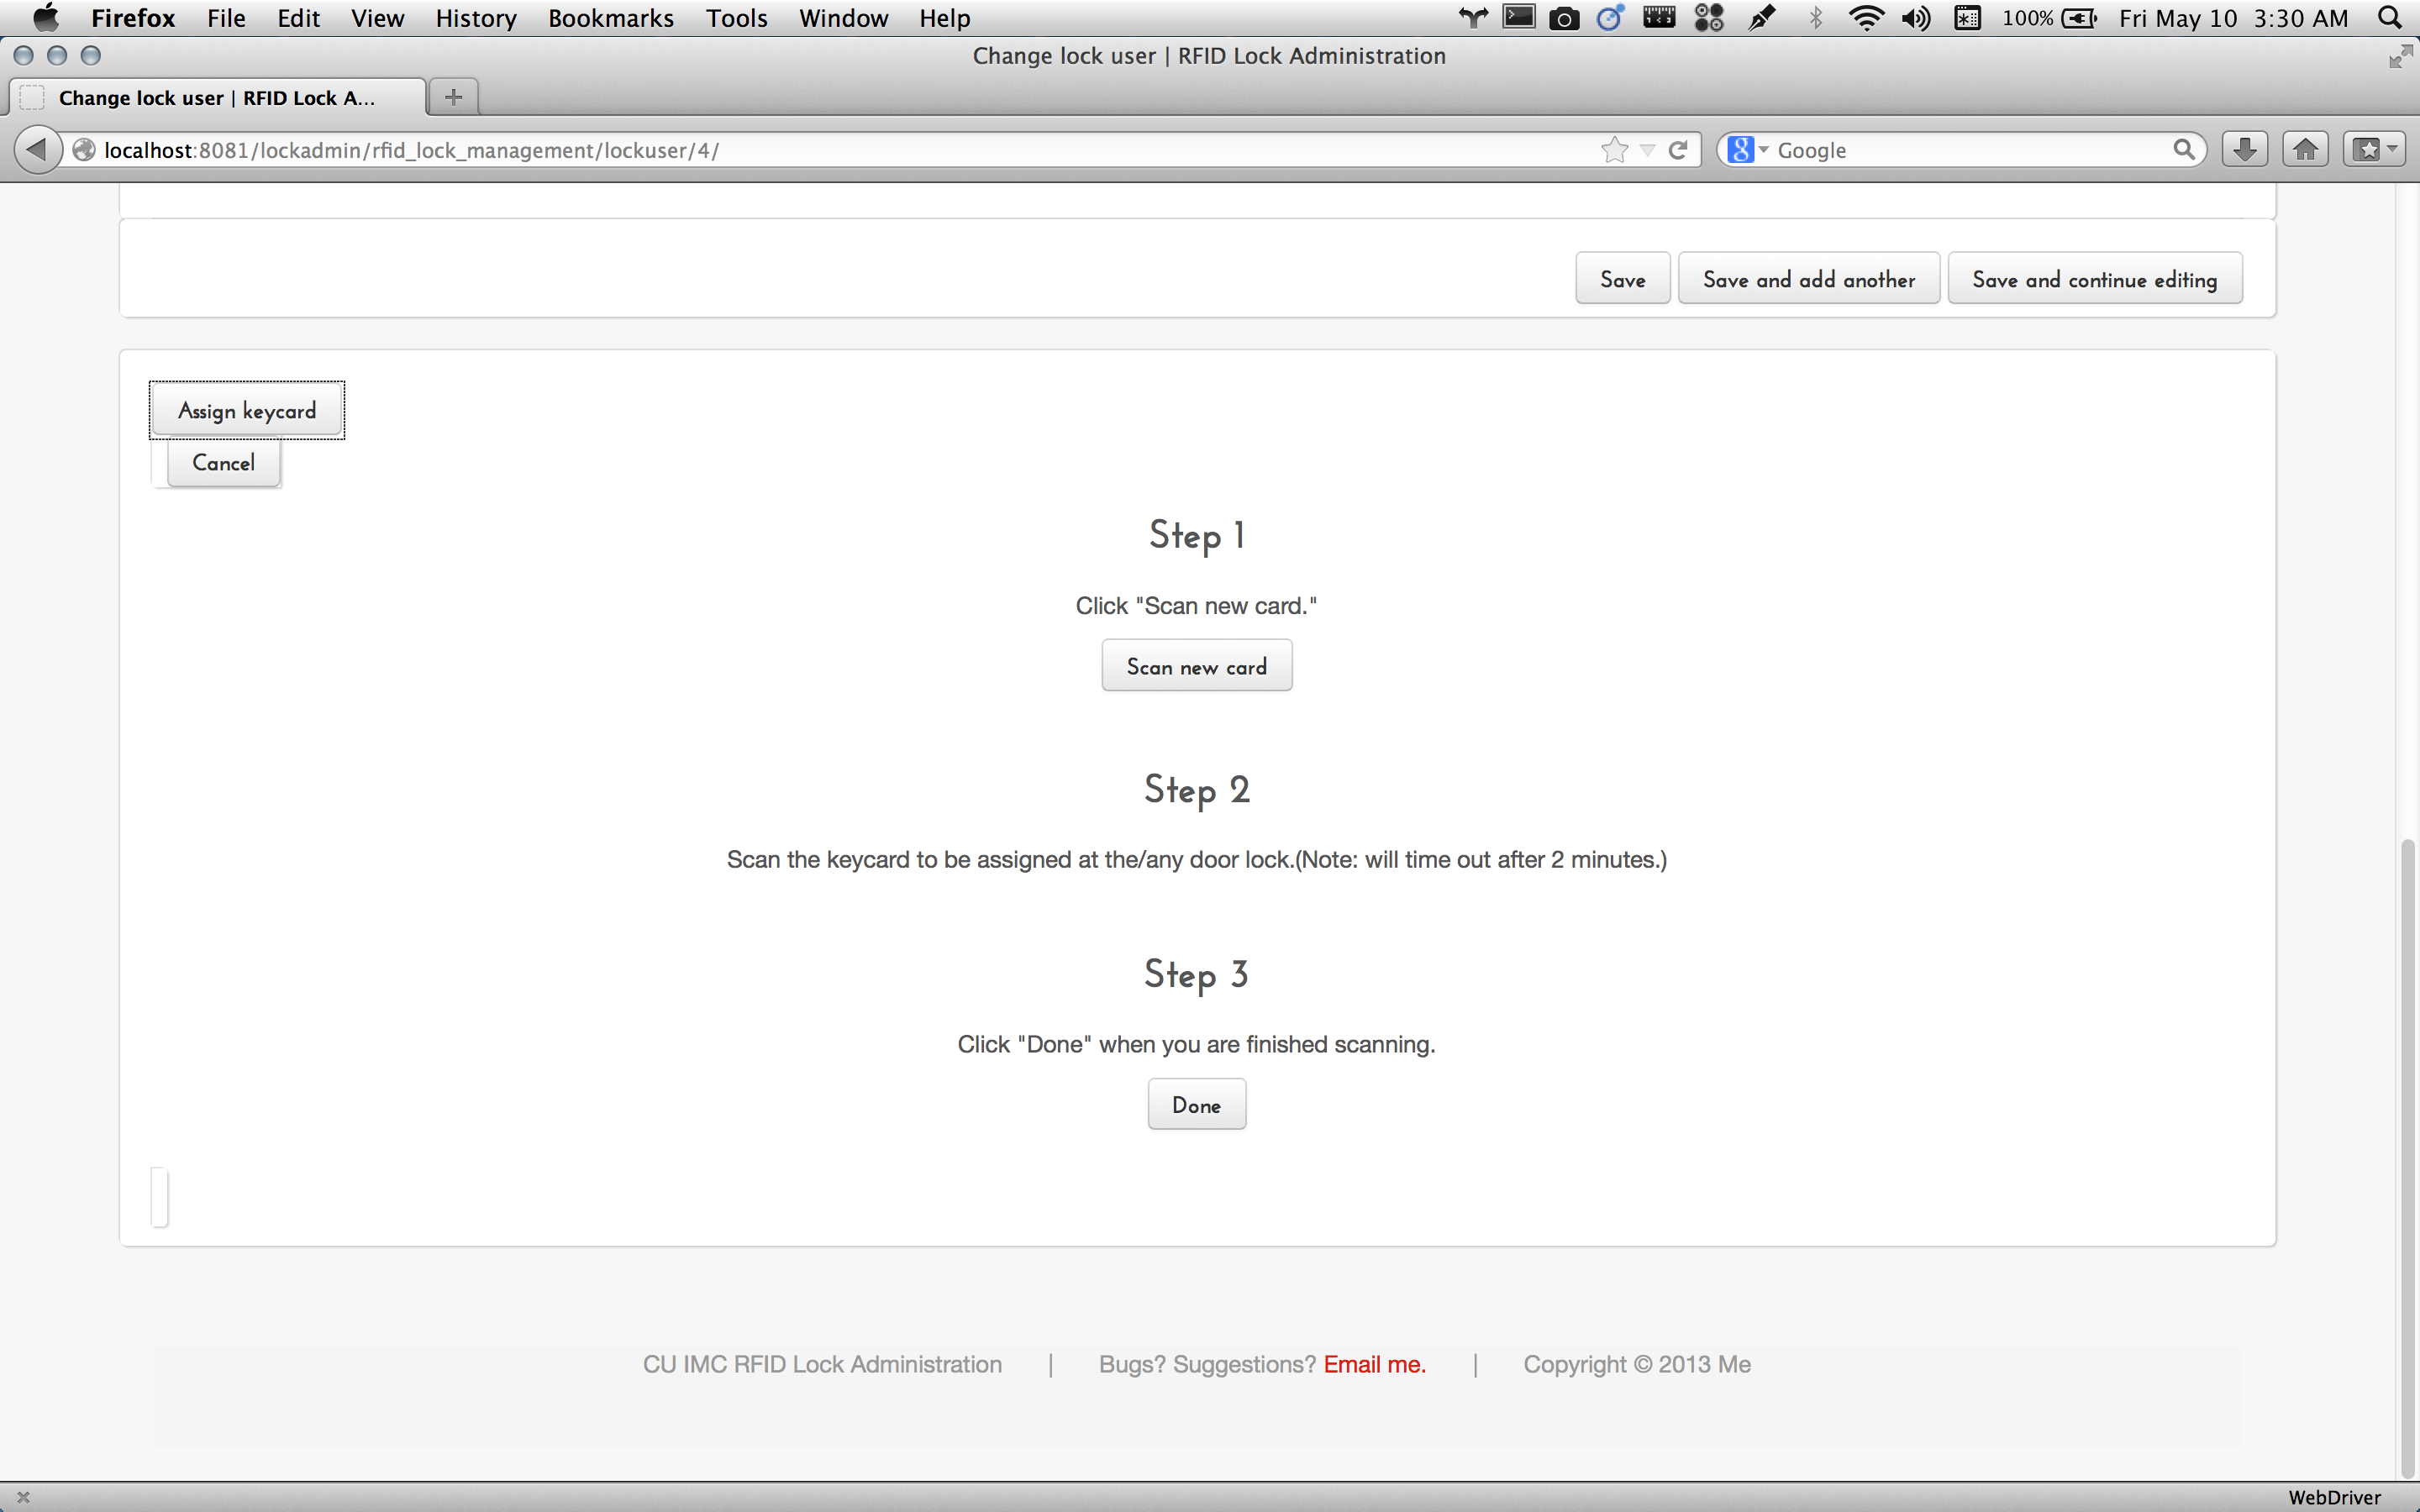 Firefox File Edit View History Bookmarks Tools Window Help 100% Fri May 10 3:30 AM
Change lock user | RFID Lock Administration
Change lock user | RFID Lock A...
localhost:8081/lockadmin/rfid_lock_management/lockuser/4/ Google
Save Save and add another Save and continue editing
Assign keycard
Cancel
Step 1
Click "Scan new card."
Scan new card
Step 2
Scan the keycard to be assigned at the/any door lock.(Note: will time out after 2 minutes.)
Step 3
Click "Done" when you are finished scanning.
Done
CU IMC RFID Lock Administration | Bugs? Suggestions? Email me. | Copyright © 2013 Me
WebDriver